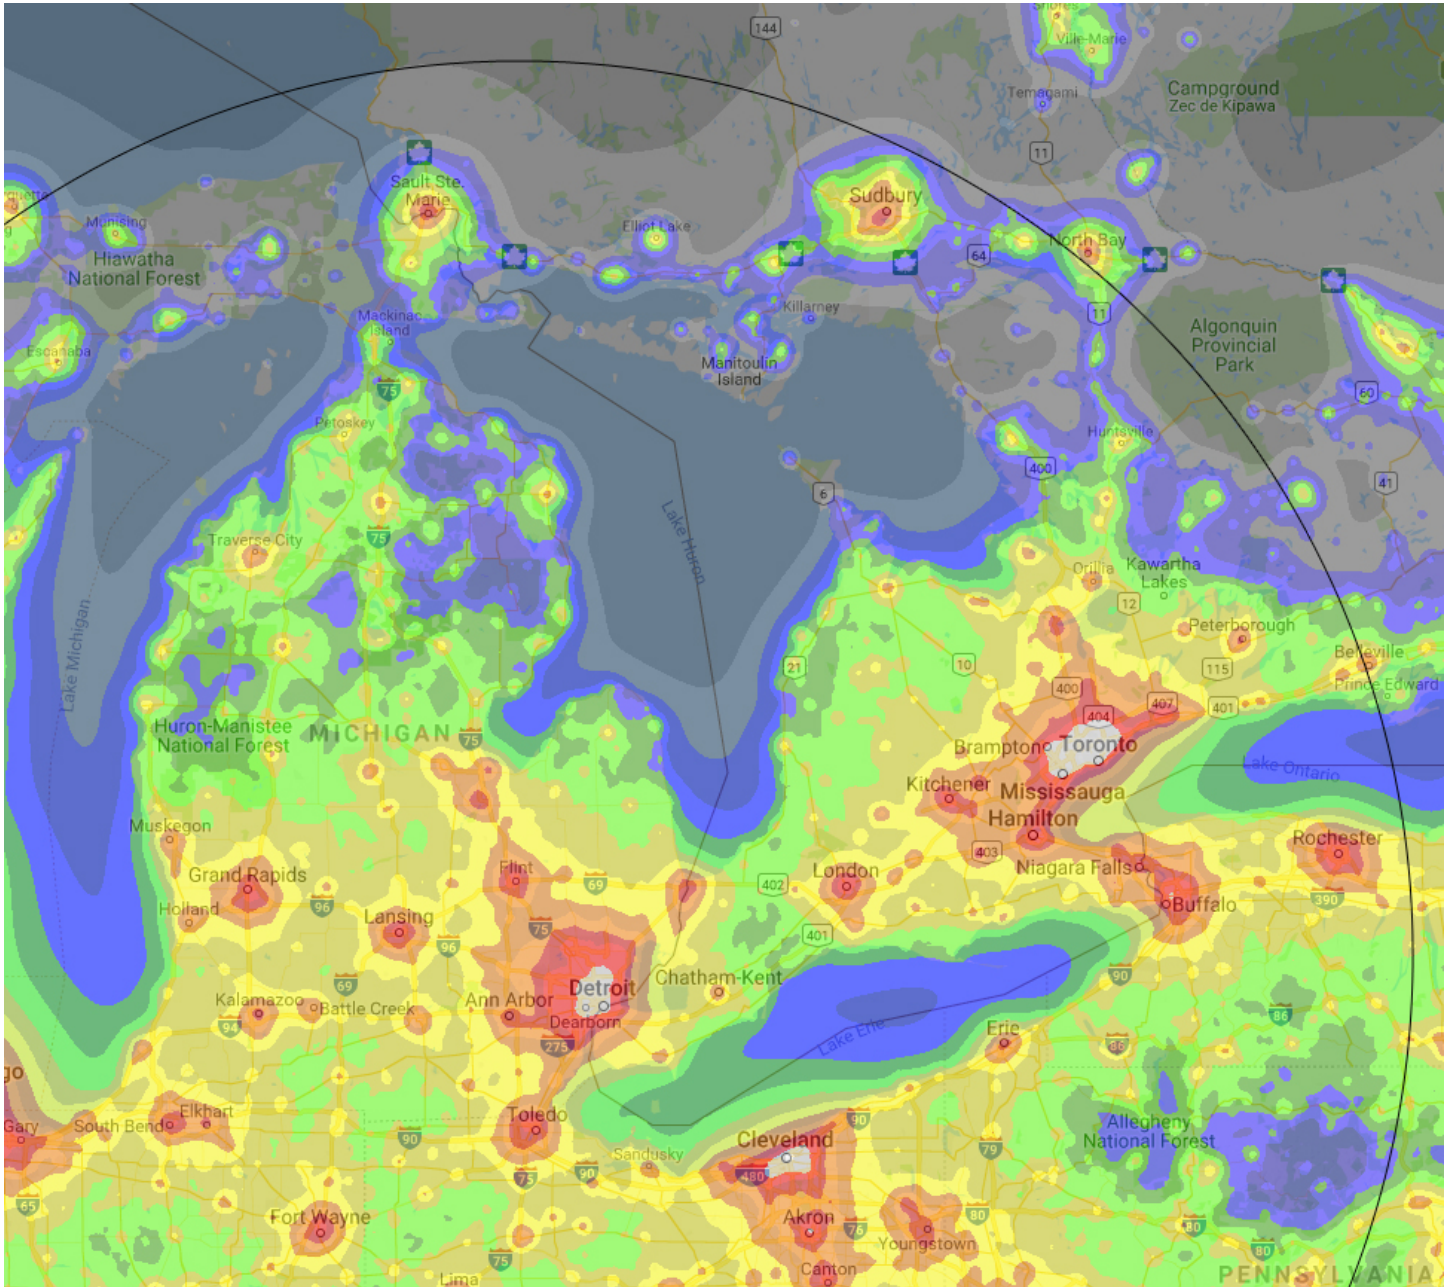 144
Ville-Marie
Campground
Zec de Kipawa
Temagami
11
Sault Ste.
Marie
Sudbury
Munising
Elliot Lake
North Bay
64
Hiawatha
National Forest
Killarney
11
Mackinac
Island
Algonquin
Provincial
Park
Escanaba
Manitoulin
Island
75
60
Petoskey
Huntsville
400
41
6
Lake Huron
75
Traverse City
Orillia
Kawartha
Lakes
12
Lake Michigan
Peterborough
Belleville
21
10
115
Prince Edward
400
407
401
404
Huron-Manistee
National Forest
MICHIGAN
75
Brampton
Toronto
Lake Ontario
Kitchener
Mississauga
Hamilton
Muskegon
Rochester
403
Niagara Falls
Grand Rapids
Flint
69
402
London
96
Holland
Lansing
390
Buffalo
75
96
401
69
Detroit
Chatham-Kent
90
Kalamazoo
Battle Creek
Ann Arbor
86
94
Dearborn
Erie
275
Lake Erie
86
go
Elkhart
Toledo
90
Allegheny
National Forest
Gary
South Bend
90
Cleveland
79
Sandusky
90
480
75
65
Fort Wayne
Akron
76
80
80
Youngstown
75
80
Lima
Canton
PENNSYLVANIA